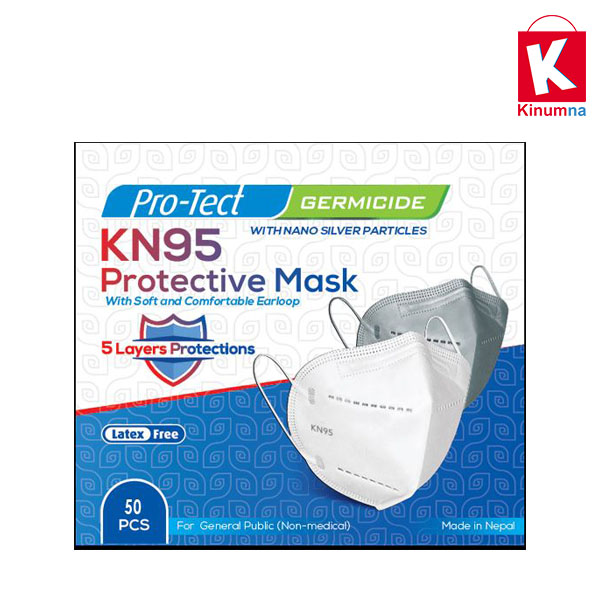 K
Kinumna
Pro-Tect GERMICIDE
WITH NANO SILVER PARTICLES
KN95
Protective Mask
With Soft and Comfortable Earloop
5 Layers Protections
KN95
Latex Free
50
PCS
For General Public (Non-medical)
Made in Nepal